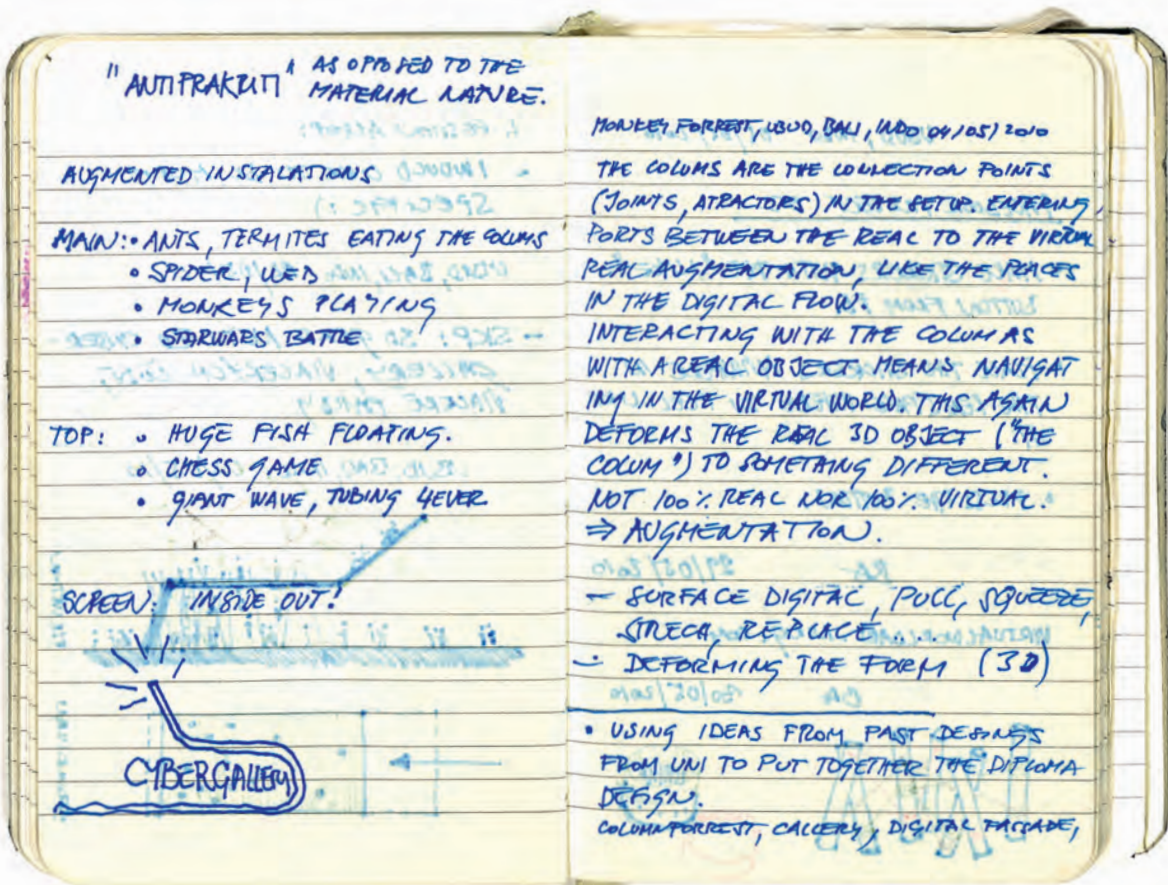 "ANTIPRAKRITI" AS OPPOSED TO THE
MATERIAL NATURE.
AUGMENTED INSTALATIONS
MAIN: • ANTS, TERMITES EATING THE COLUMS
• SPIDER, WEB
• MONKEYS PLAYING
• STARWARS BATTLE
TOP: • HUGE FISH FLOATING.
• CHESS GAME
• GIANT WAVE, TUBING 4EVER
SCREEN: INSIDE OUT!
CYBERGALLERY
MONKEY FORREST, UBUD, BALI, INDO 04/05/2010
THE COLUMS ARE THE CONNECTION POINTS
(JOINTS, ATRACTORS) IN THE SETUP. ENTERING
PORTS BETWEEN THE REAL TO THE VIRTUAL
REAL AUGMENTATION, LIKE THE PLACES
IN THE DIGITAL FLOW.
INTERACTING WITH THE COLUM AS
WITH A REAL OBJECT MEANS NAVIGAT
ING IN THE VIRTUAL WORLD. THIS AGAIN
DEFORMS THE REAL 3D OBJECT ("THE
COLUM") TO SOMETHING DIFFERENT.
NOT 100% REAL NOR 100% VIRTUAL.
⇒ AUGMENTATION.
- SURFACE DIGITAL, PULL, SQUEEZE,
STRECH, REPLACE ....
- DEFORMING THE FORM (3D)
• USING IDEAS FROM PAST DESINGS
FROM UNI TO PUT TOGETHER THE DIPLOMA
DESIGN.
COLUMNFORREST, GALLERY, DIGITAL FASSADE,